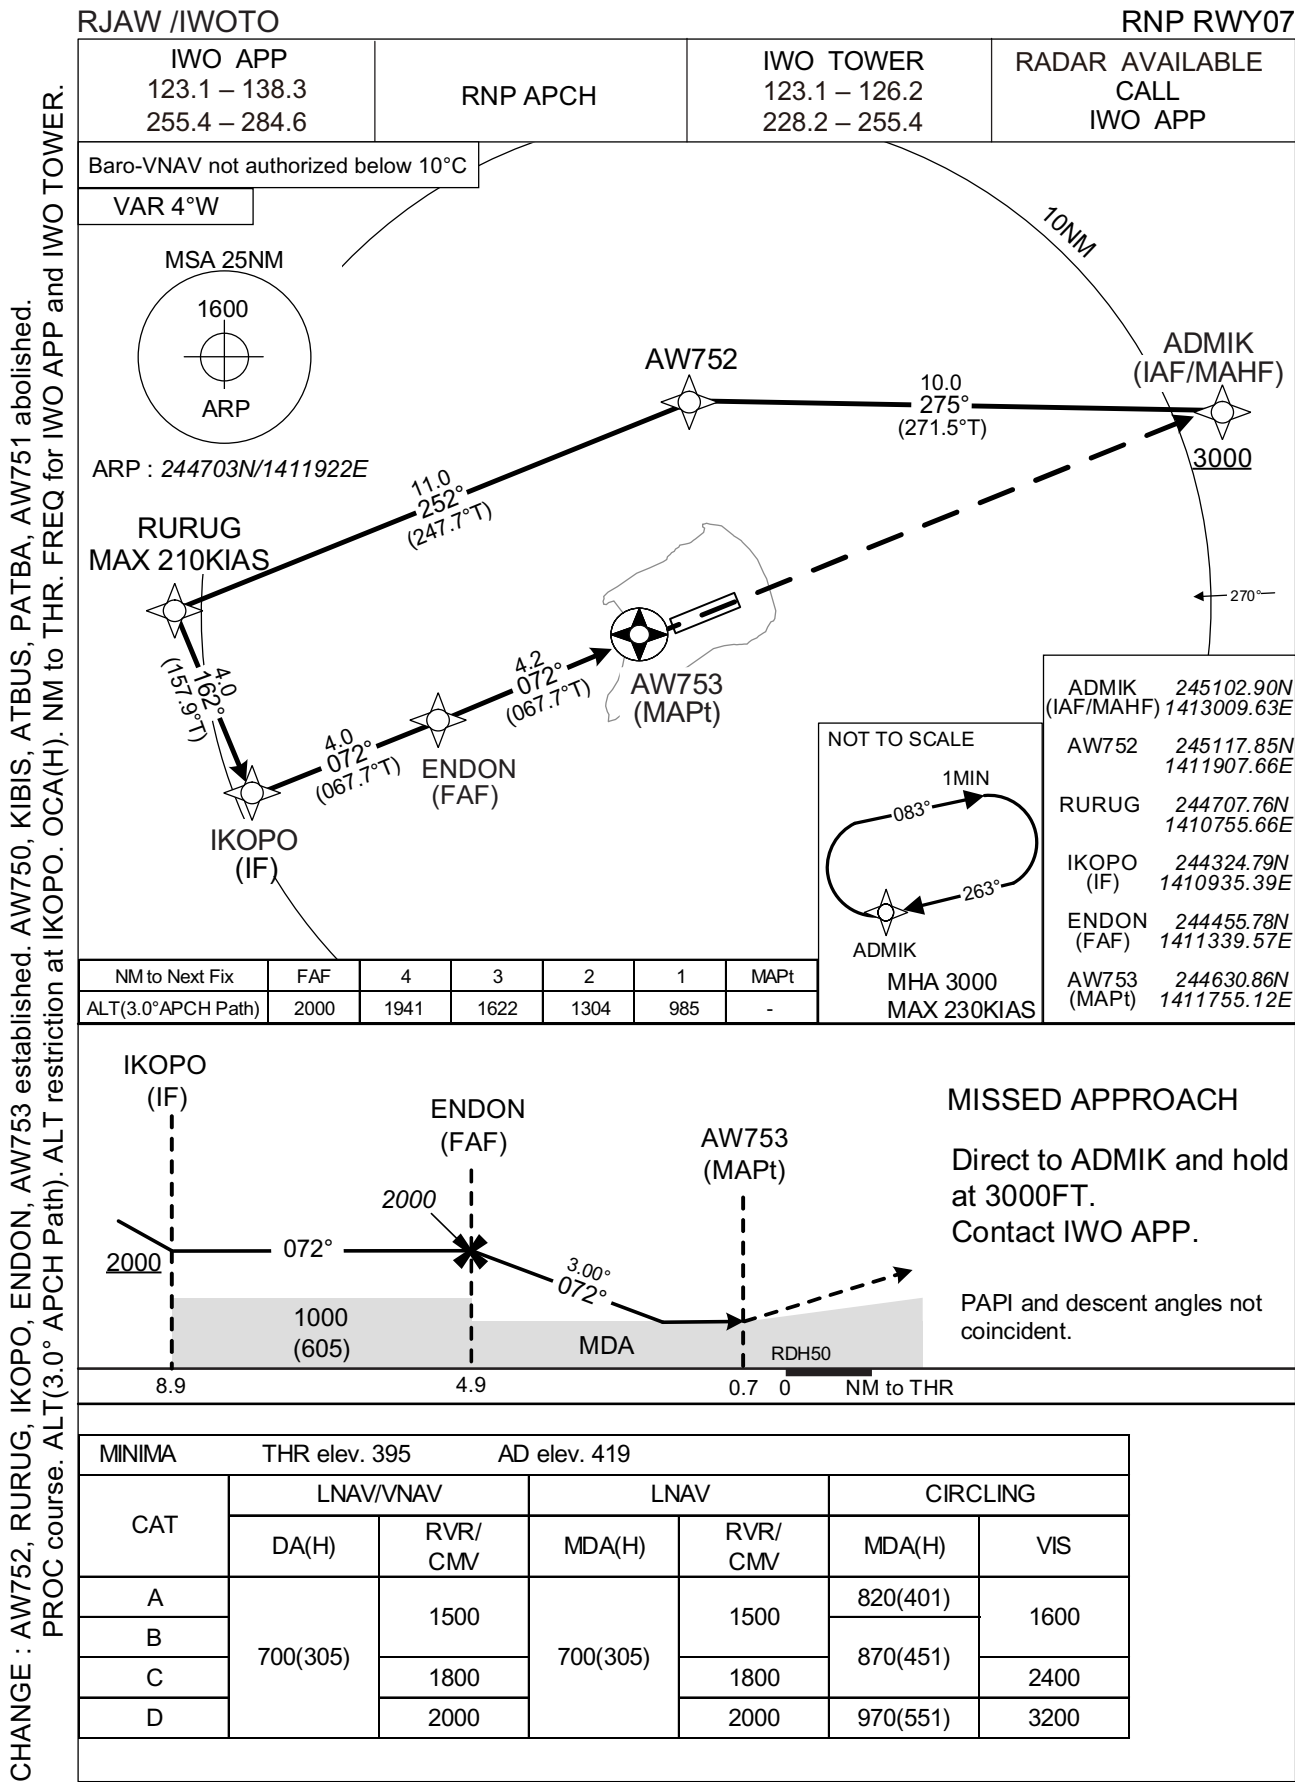 RJAW /IWOTO
RNP RWY07
IWO APP
123.1 – 138.3
255.4 – 284.6
RNP APCH
IWO TOWER
123.1 – 126.2
228.2 – 255.4
RADAR AVAILABLE
CALL
IWO APP
Baro-VNAV not authorized below 10°C
VAR 4°W
MSA 25NM
1600
ARP
ARP : 244703N/1411922E
10NM
AW752
ADMIK
(IAF/MAHF)
3000
10.0
275°
(271.5°T)
11.0
252°
(247.7°T)
RURUG
MAX 210KIAS
4.0
162°
(157.9°T)
IKOPO
(IF)
4.0
072°
(067.7°T)
ENDON
(FAF)
4.2
072°
(067.7°T)
AW753
(MAPt)
270°
NOT TO SCALE
1MIN
083°
263°
ADMIK
MHA 3000
MAX 230KIAS
ADMIK 245102.90N
(IAF/MAHF) 1413009.63E
AW752 245117.85N
1411907.66E
RURUG 244707.76N
1410755.66E
IKOPO 244324.79N
(IF) 1410935.39E
ENDON 244455.78N
(FAF) 1411339.57E
AW753 244630.86N
(MAPt) 1411755.12E
NM to Next Fix FAF 4 3 2 1 MAPt
ALT(3.0°APCH Path) 2000 1941 1622 1304 985 -
IKOPO
(IF)
ENDON
(FAF)
AW753
(MAPt)
2000
2000
072°
3.00°
072°
1000
(605)
MDA
RDH50
8.9 4.9 0.7 0 NM to THR
MISSED APPROACH
Direct to ADMIK and hold
at 3000FT.
Contact IWO APP.
PAPI and descent angles not
coincident.
MINIMA THR elev. 395 AD elev. 419
CAT LNAV/VNAV LNAV CIRCLING
DA(H) RVR/
CMV MDA(H) RVR/
CMV MDA(H) VIS
A 700(305) 1500 700(305) 1500 820(401) 1600
B 870(451)
C 1800 1800 2400
D 2000 2000 970(551) 3200
CHANGE : AW752, RURUG, IKOPO, ENDON, AW753 established. AW750, KIBIS, ATBUS, PATBA, AW751 abolished.
PROC course. ALT(3.0° APCH Path). ALT restriction at IKOPO. OCA(H). NM to THR. FREQ for IWO APP and IWO TOWER.